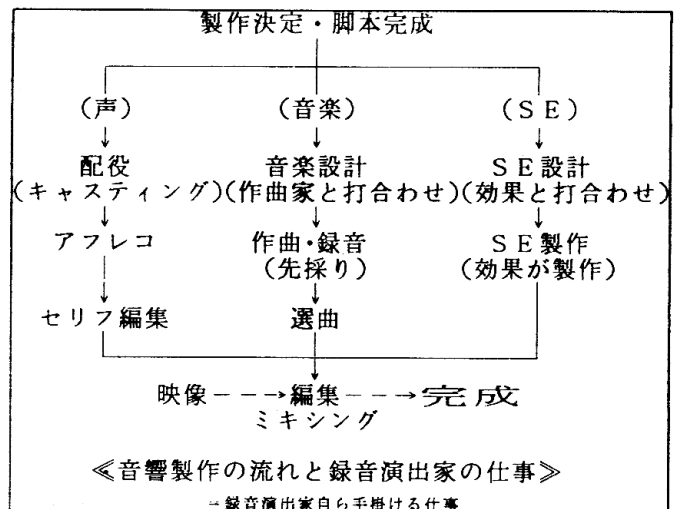 製作決定・脚本完成
(声) (音楽) (SE)
配役 音楽設計 SE設計
(キャスティング)(作曲家と打合わせ)(効果と打合わせ)
アフレコ 作曲・録音 SE製作
(先採り) (効果が製作)
セリフ編集 選曲
映像---→編集---→完成
ミキシング
≪音響製作の流れと録音演出家の仕事≫
録音演出家自ら手掛ける仕事